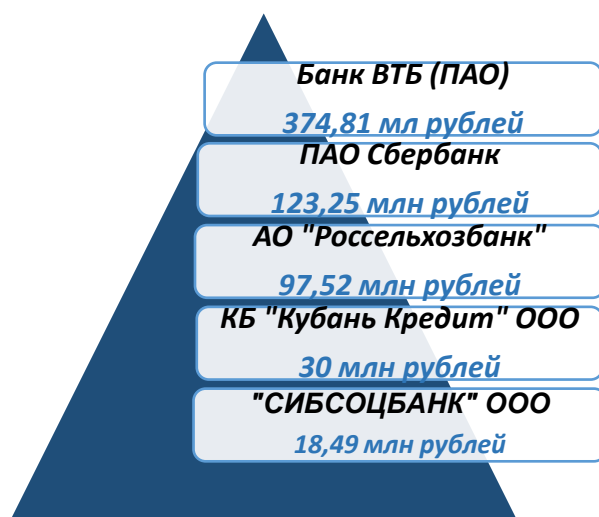 Банк ВТБ (ПАО)
374,81 мл рублей
ПАО Сбербанк
123,25 млн рублей
АО "Россельхозбанк"
97,52 млн рублей
КБ "Кубань Кредит" ООО
30 млн рублей
"СИБСОЦБАНК" ООО
18,49 млн рублей